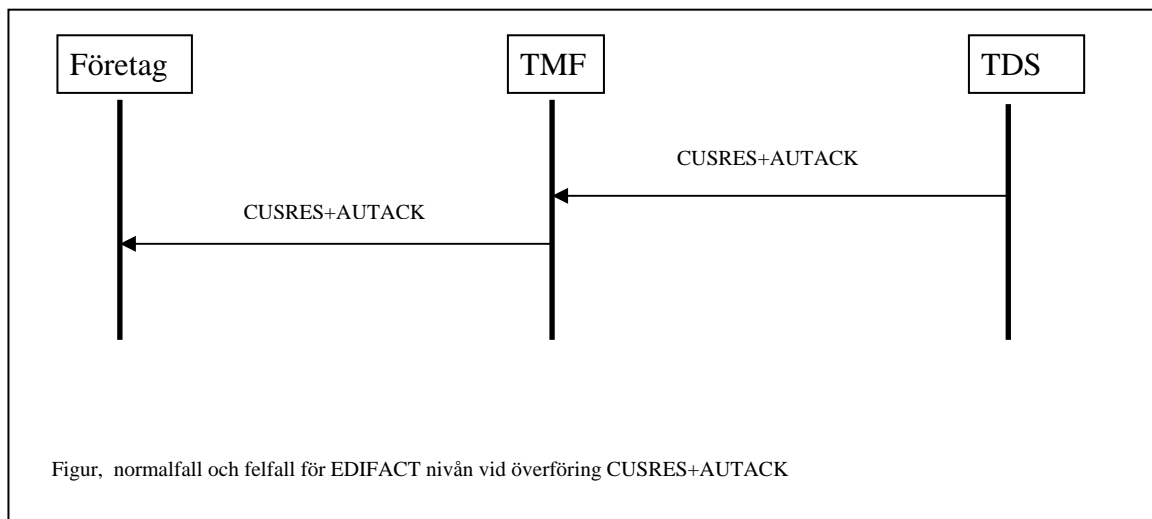 Företag
TMF
TDS
CUSRES+AUTACK
CUSRES+AUTACK
Figur, normalfall och felfall för EDIFACT nivån vid överföring CUSRES+AUTACK